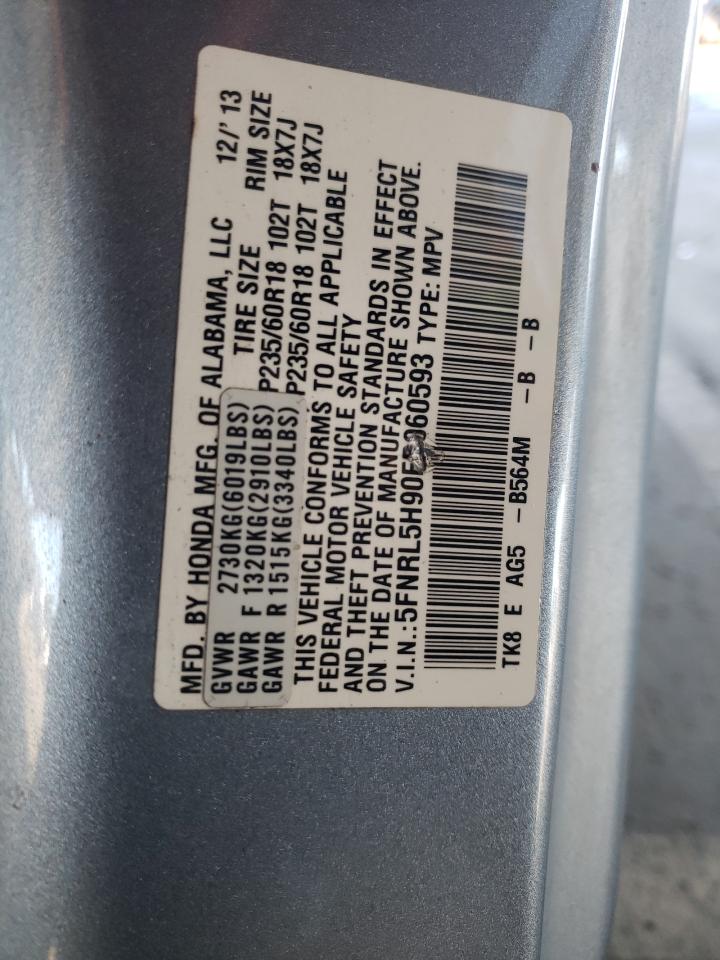 MFD. BY HONDA MFG. OF ALABAMA, LLC 12/'13
GVWR 2730KG(6019LBS) TIRE SIZE RIM SIZE
GAWR F 1320KG(2910LBS) P235/60R18 102T 18X7J
GAWR R 1515KG(3340LBS) P235/60R18 102T 18X7J
THIS VEHICLE CONFORMS TO ALL APPLICABLE
FEDERAL MOTOR VEHICLE SAFETY
AND THEFT PREVENTION STANDARDS IN EFFECT
ON THE DATE OF MANUFACTURE SHOWN ABOVE.
V.I.N.: TYPE: MPV
TK8 E AG5 -B564M -B -B